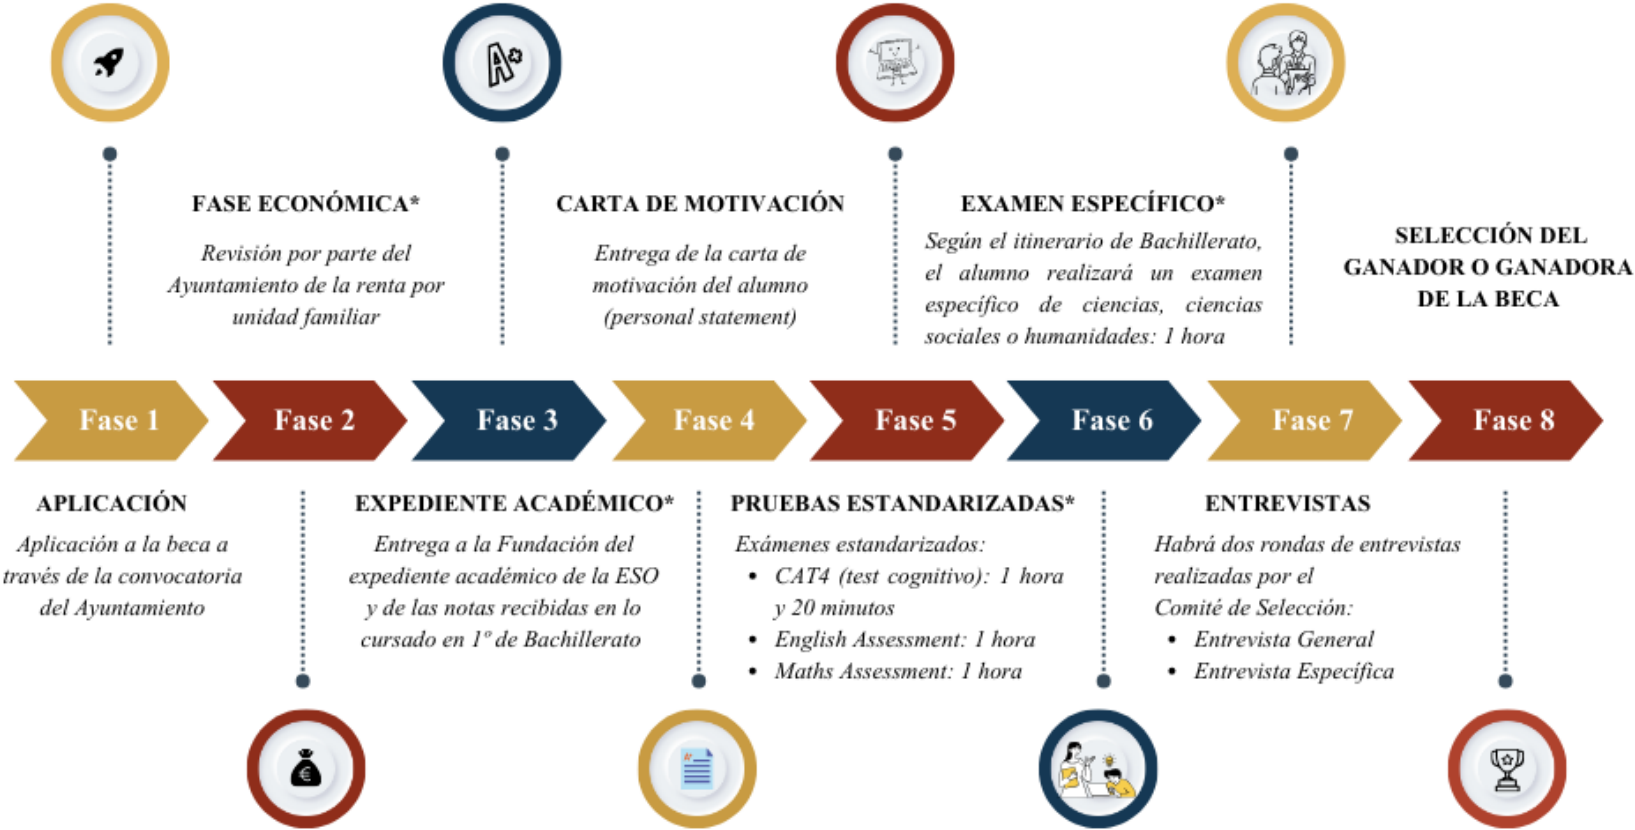 A+
FASE ECONÓMICA*
Revisión por parte del
Ayuntamiento de la renta por
unidad familiar
CARTA DE MOTIVACIÓN
Entrega de la carta de
motivación del alumno
(personal statement)
EXAMEN ESPECÍFICO*
Según el itinerario de Bachillerato,
el alumno realizará un examen
específico de ciencias, ciencias
sociales o humanidades: 1 hora
SELECCIÓN DEL
GANADOR O GANADORA
DE LA BECA
Fase 1
Fase 2
Fase 3
Fase 4
Fase 5
Fase 6
Fase 7
Fase 8
APLICACIÓN
Aplicación a la beca a
través de la convocatoria
del Ayuntamiento
EXPEDIENTE ACADÉMICO*
Entrega a la Fundación del
expediente académico de la ESO
y de las notas recibidas en lo
cursado en 1º de Bachillerato
PRUEBAS ESTANDARIZADAS*
Exámenes estandarizados:
• CAT4 (test cognitivo): 1 hora
y 20 minutos
• English Assessment: 1 hora
• Maths Assessment: 1 hora
ENTREVISTAS
Habrá dos rondas de entrevistas
realizadas por el
Comité de Selección:
• Entrevista General
• Entrevista Específica
€